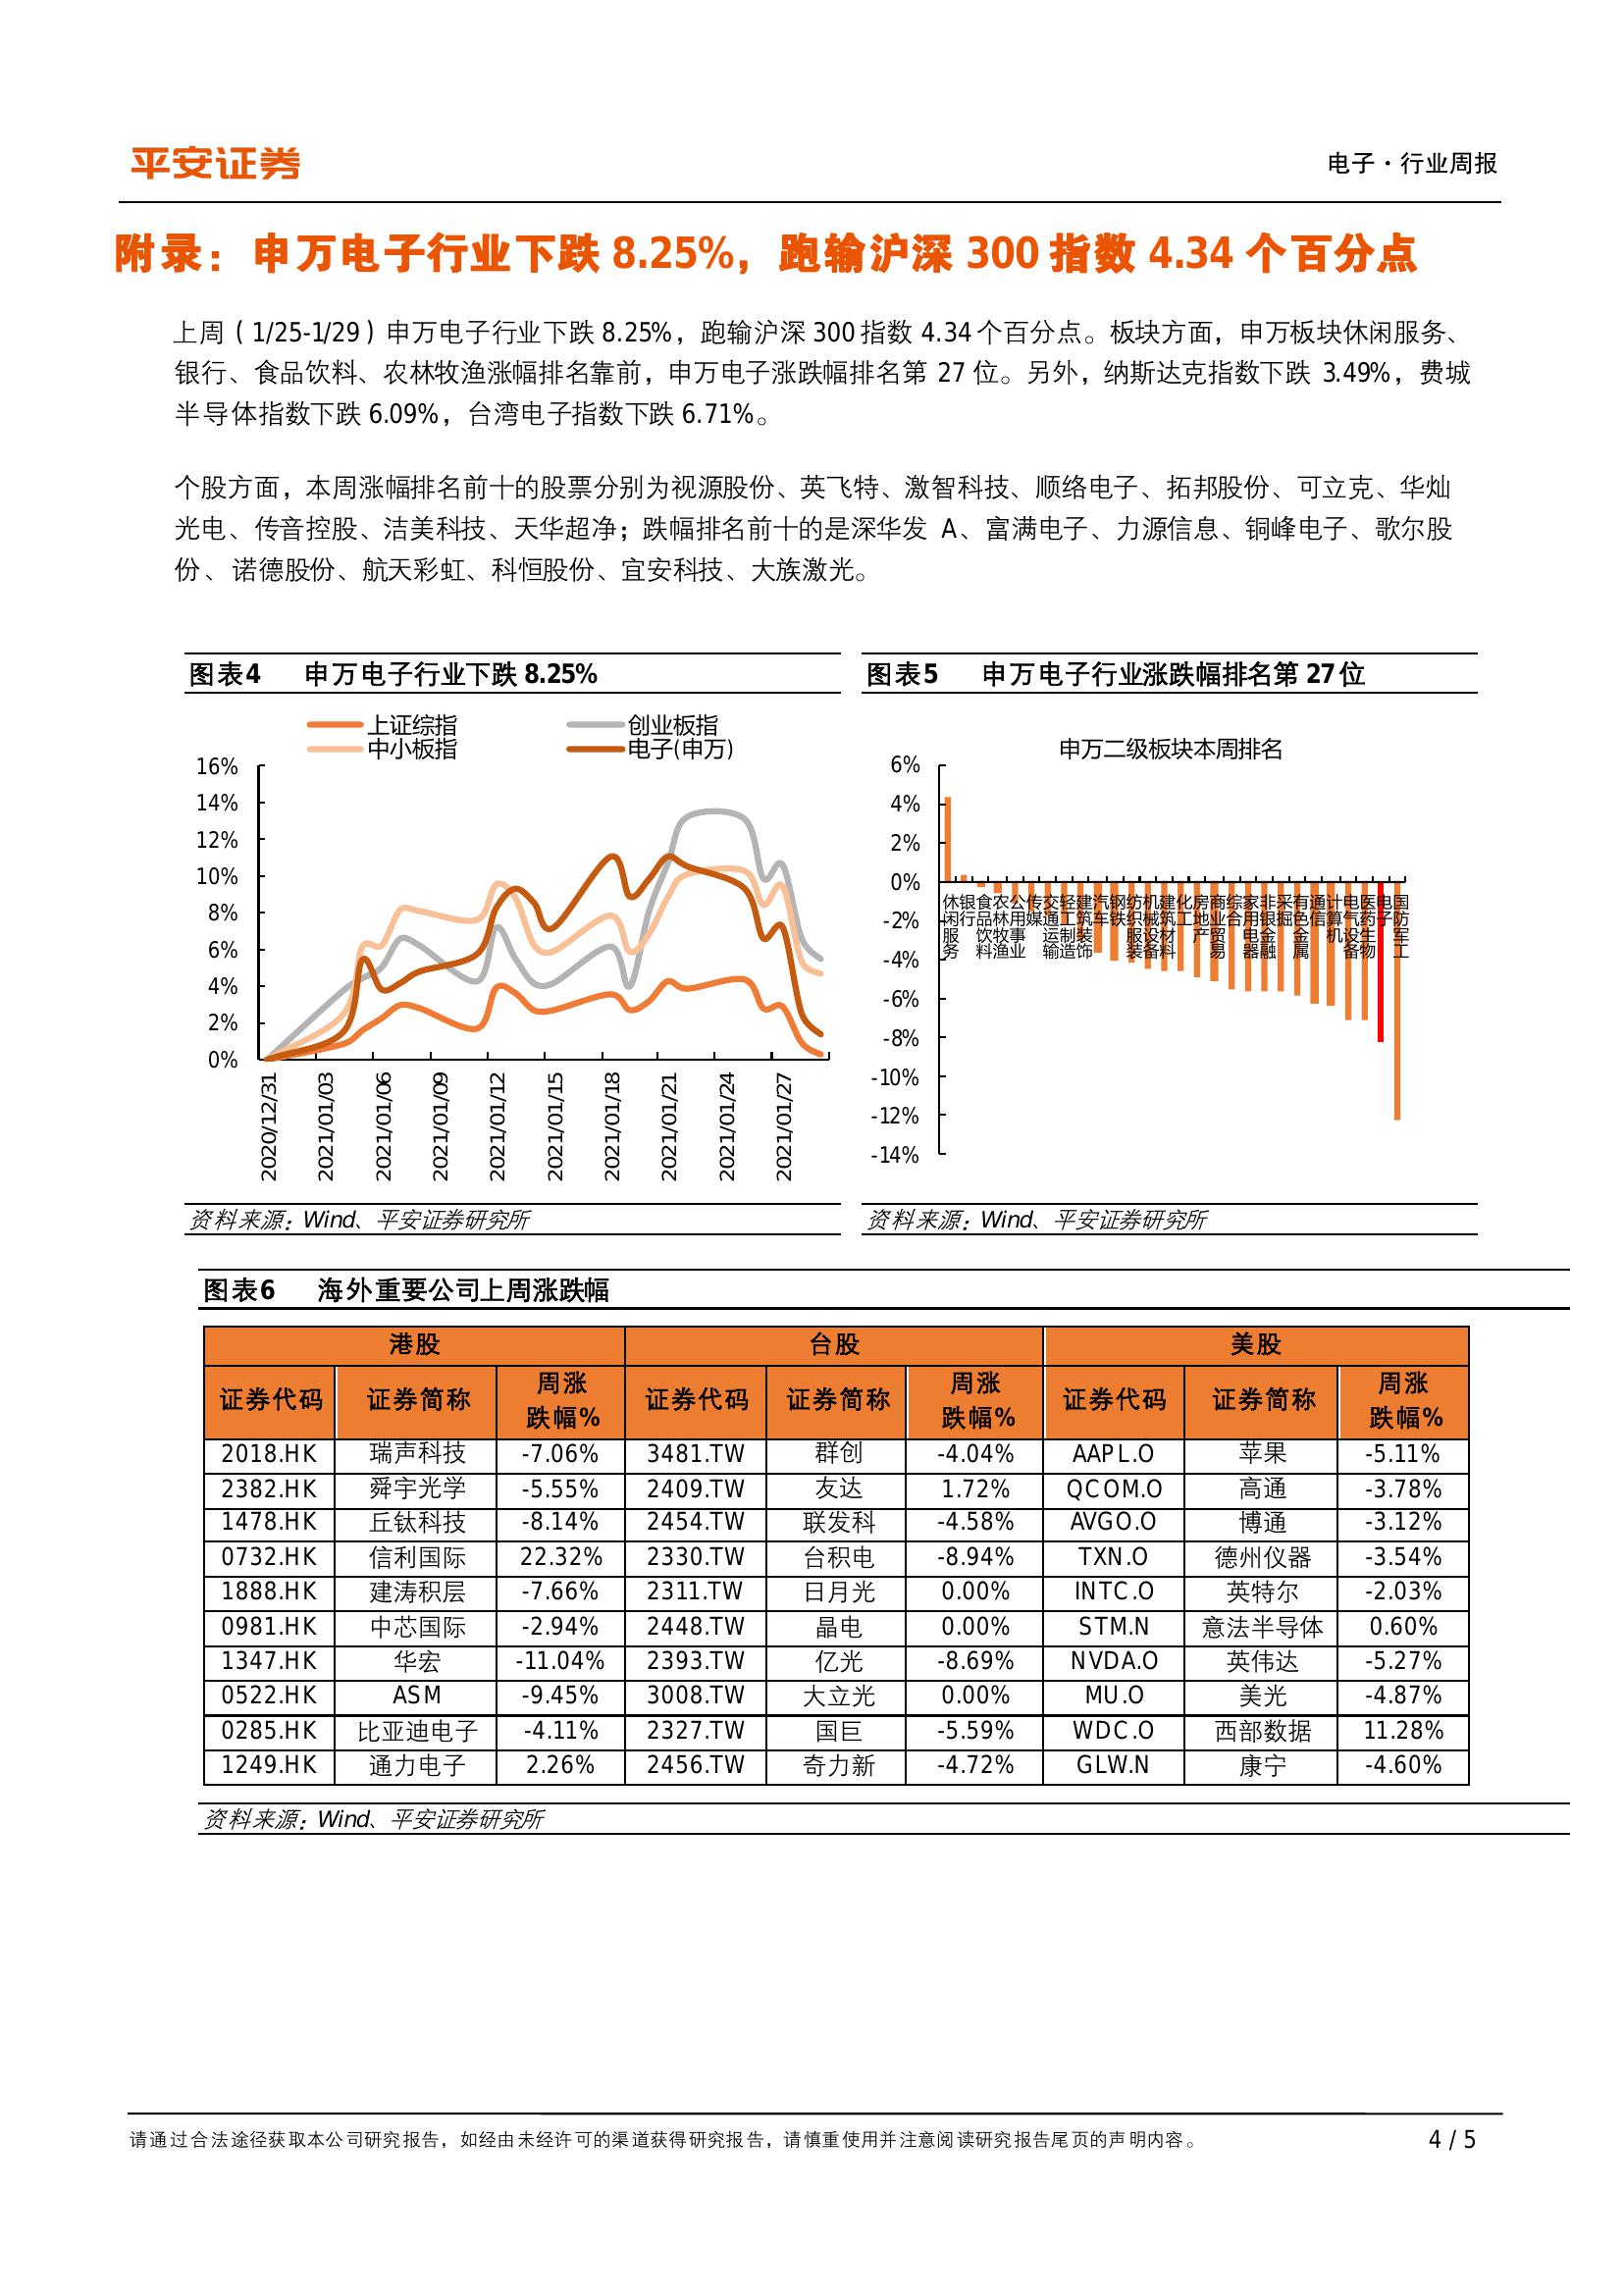 平安证券
电子·行业周报
附录：申万电子行业下跌 8.25%，跑输沪深 300 指数 4.34 个百分点
上周（1/25-1/29）申万电子行业下跌 8.25%，跑输沪深 300 指数 4.34 个百分点。板块方面，申万板块休闲服务、
银行、食品饮料、农林牧渔涨幅排名靠前，申万电子涨跌幅排名第 27 位。另外，纳斯达克指数下跌 3.49%，费城
半导体指数下跌 6.09%，台湾电子指数下跌 6.71%。
个股方面，本周涨幅排名前十的股票分别为视源股份、英飞特、激智科技、顺络电子、拓邦股份、可立克、华灿
光电、传音控股、洁美科技、天华超净；跌幅排名前十的是深华发 A、富满电子、力源信息、铜峰电子、歌尔股
份、诺德股份、航天彩虹、科恒股份、宜安科技、大族激光。
图表4 申万电子行业下跌 8.25%
上证综指 创业板指
中小板指 电子(申万)
16%
14%
12%
10%
8%
6%
4%
2%
0%
2020/12/31 2021/01/03 2021/01/06 2021/01/09 2021/01/12 2021/01/15 2021/01/18 2021/01/21 2021/01/24 2021/01/27
资料来源：Wind、平安证券研究所
图表5 申万电子行业涨跌幅排名第 27 位
申万二级板块本周排名
6%
4%
2%
0%
-2%
-4%
-6%
-8%
-10%
-12%
-14%
休闲服务 银行 食品饮料 农林牧渔 公用事业 传媒 交通运输 轻工制造 建筑装饰 汽车 钢铁 纺织服装 机械设备 建筑材料 化工 房地产 商业贸易 综合 家用电器 非银金融 采掘 有色金属 通信 计算机 电气设备 医药生物 电子 国防军工
资料来源：Wind、平安证券研究所
图表6 海外重要公司上周涨跌幅
港股 台股 美股
证券代码 证券简称 周涨跌幅% 证券代码 证券简称 周涨跌幅% 证券代码 证券简称 周涨跌幅%
2018.HK 瑞声科技 -7.06% 3481.TW 群创 -4.04% AAPL.O 苹果 -5.11%
2382.HK 舜宇光学 -5.55% 2409.TW 友达 1.72% QCOM.O 高通 -3.78%
1478.HK 丘钛科技 -8.14% 2454.TW 联发科 -4.58% AVGO.O 博通 -3.12%
0732.HK 信利国际 22.32% 2330.TW 台积电 -8.94% TXN.O 德州仪器 -3.54%
1888.HK 建涛积层 -7.66% 2311.TW 日月光 0.00% INTC.O 英特尔 -2.03%
0981.HK 中芯国际 -2.94% 2448.TW 晶电 0.00% STM.N 意法半导体 0.60%
1347.HK 华宏 -11.04% 2393.TW 亿光 -8.69% NVDA.O 英伟达 -5.27%
0522.HK ASM -9.45% 3008.TW 大立光 0.00% MU.O 美光 -4.87%
0285.HK 比亚迪电子 -4.11% 2327.TW 国巨 -5.59% WDC.O 西部数据 11.28%
1249.HK 通力电子 2.26% 2456.TW 奇力新 -4.72% GLW.N 康宁 -4.60%
资料来源：Wind、平安证券研究所
请通过合法途径获取本公司研究报告，如经由未经许可的渠道获得研究报告，请慎重使用并注意阅读研究报告尾页的声明内容。
4 / 5